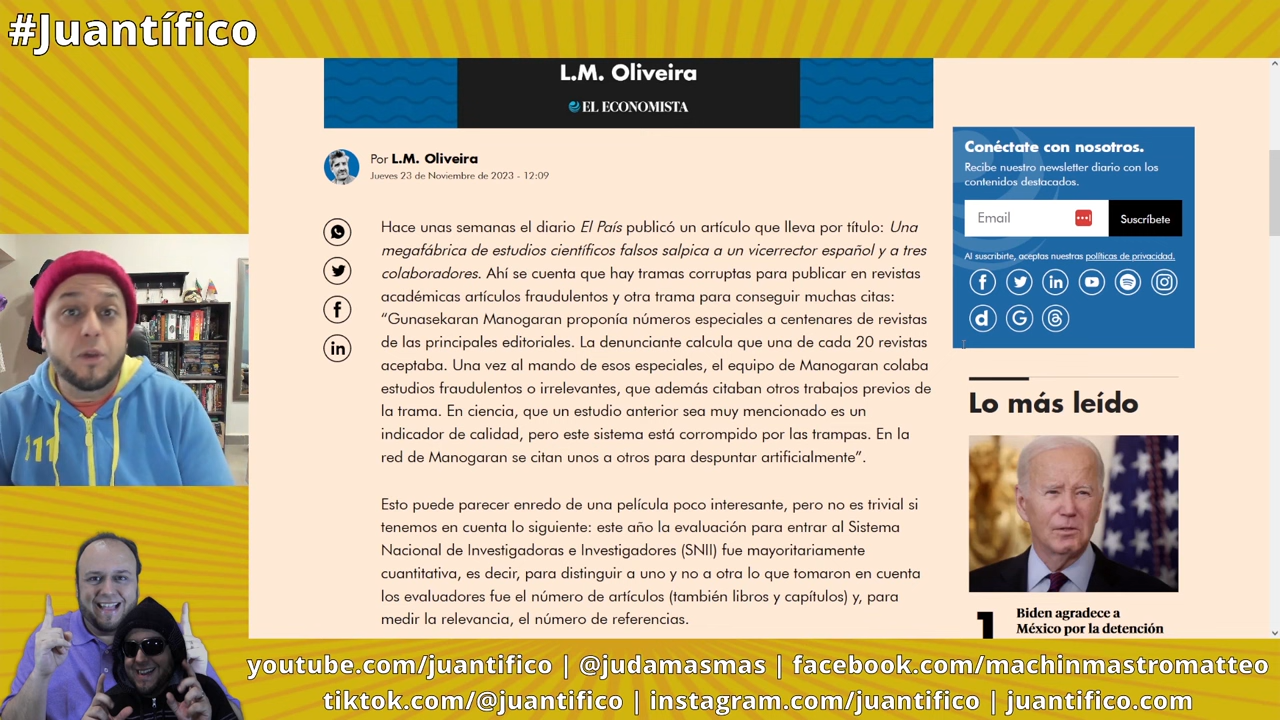 #Juantífico
L.M. Oliveira
EL ECONOMISTA
Por L.M. Oliveira
Jueves 23 de Noviembre de 2023 - 12:09
Hace unas semanas el diario El País publicó un artículo que lleva por título: Una
megafábrica de estudios científicos falsos salpica a un vicerrector español y a tres
colaboradores. Ahí se cuenta que hay tramas corruptas para publicar en revistas
académicas artículos fraudulentos y otra trama para conseguir muchas citas:
“Gunasekaran Manogaran proponía números especiales a centenares de revistas
de las principales editoriales. La denunciante calcula que una de cada 20 revistas
aceptaba. Una vez al mando de esos especiales, el equipo de Manogaran colaba
estudios fraudulentos o irrelevantes, que además citaban otros trabajos previos de
la trama. En ciencia, que un estudio anterior sea muy mencionado es un
indicador de calidad, pero este sistema está corrompido por las trampas. En la
red de Manogaran se citan unos a otros para despuntar artificialmente”.
Esto puede parecer enredo de una película poco interesante, pero no es trivial si
tenemos en cuenta lo siguiente: este año la evaluación para entrar al Sistema
Nacional de Investigadoras e Investigadores (SNII) fue mayoritariamente
cuantitativa, es decir, para distinguir a uno y no a otra lo que tomaron en cuenta
los evaluadores fue el número de artículos (también libros y capítulos) y, para
medir la relevancia, el número de referencias.
Conéctate con nosotros.
Recibe nuestro newsletter diario con los
contenidos destacados.
Email
Suscríbete
Al suscribirte, aceptas nuestras políticas de privacidad.
Lo más leído
1
Biden agradece a
México por la detención
111
youtube.com/juantifico | @judamasmas | facebook.com/machinmastromatteo
tiktok.com/@juantifico | instagram.com/juantifico | juantifico.com